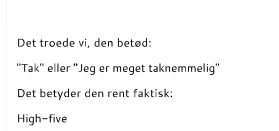 Det troede vi, den betød:
"Tak" eller "Jeg er meget taknemmelig"
Det betyder den rent faktisk:
High-five